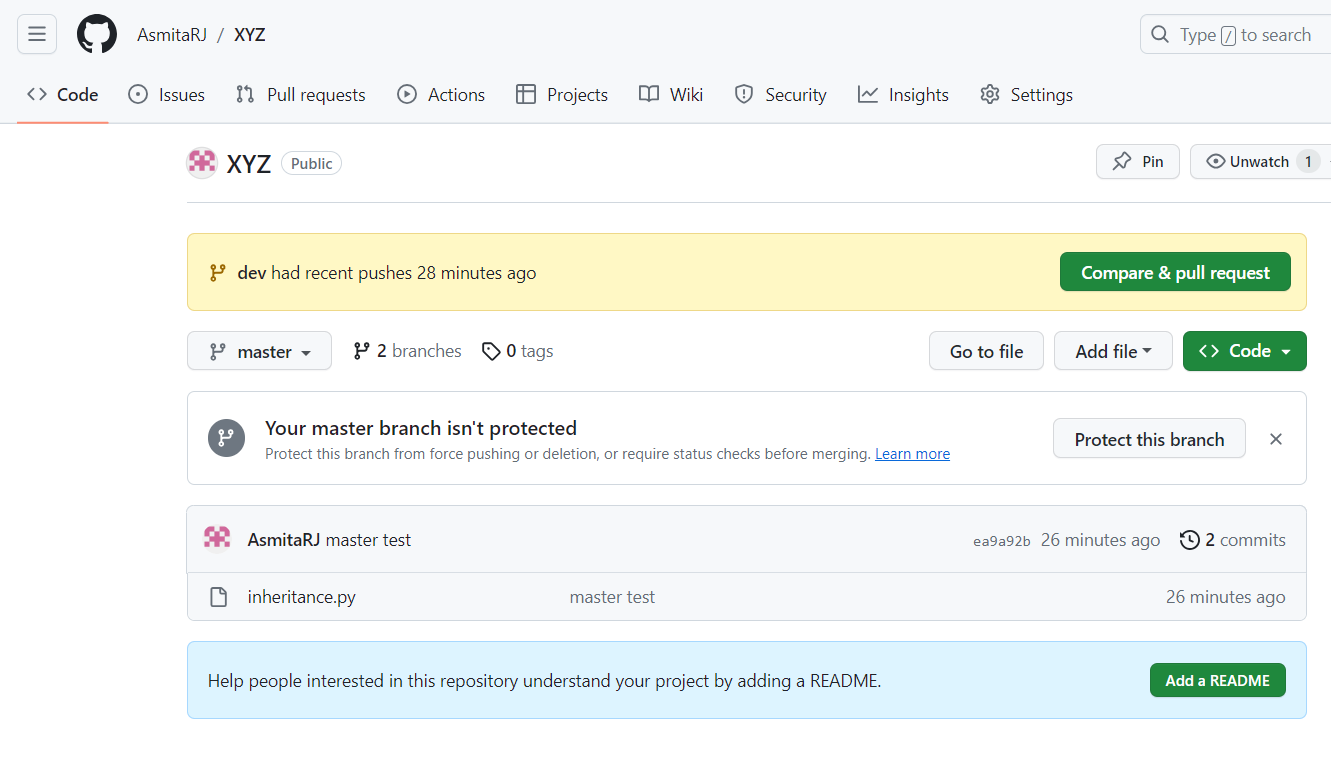 AsmitaRJ / XYZ
Type / to search
Code Issues Pull requests Actions Projects Wiki Security Insights Settings
XYZ Public
Pin Unwatch 1
dev had recent pushes 28 minutes ago Compare & pull request
master 2 branches 0 tags Go to file Add file Code
Your master branch isn't protected
Protect this branch from force pushing or deletion, or require status checks before merging. Learn more
Protect this branch
AsmitaRJ master test ea9a92b 26 minutes ago 2 commits
inheritance.py master test 26 minutes ago
Help people interested in this repository understand your project by adding a README. Add a README